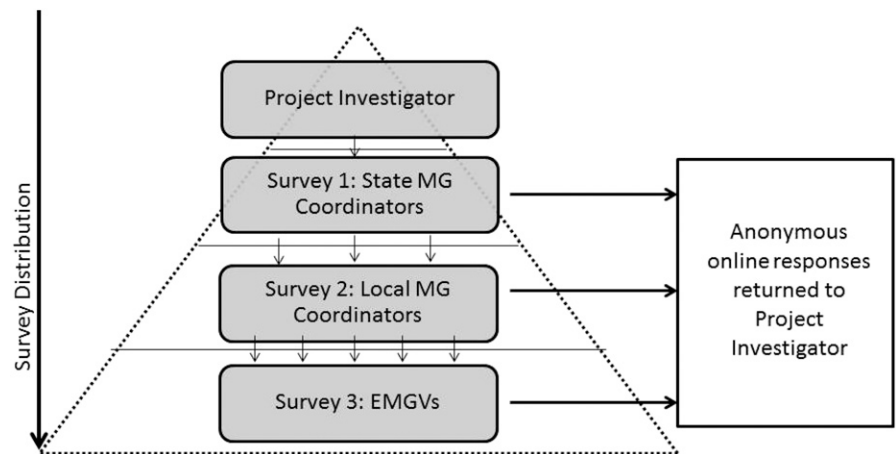 Survey Distribution
Project Investigator
Survey 1: State MG
Coordinators
Survey 2: Local MG
Coordinators
Survey 3: EMGVs
Anonymous
online responses
returned to
Project
Investigator